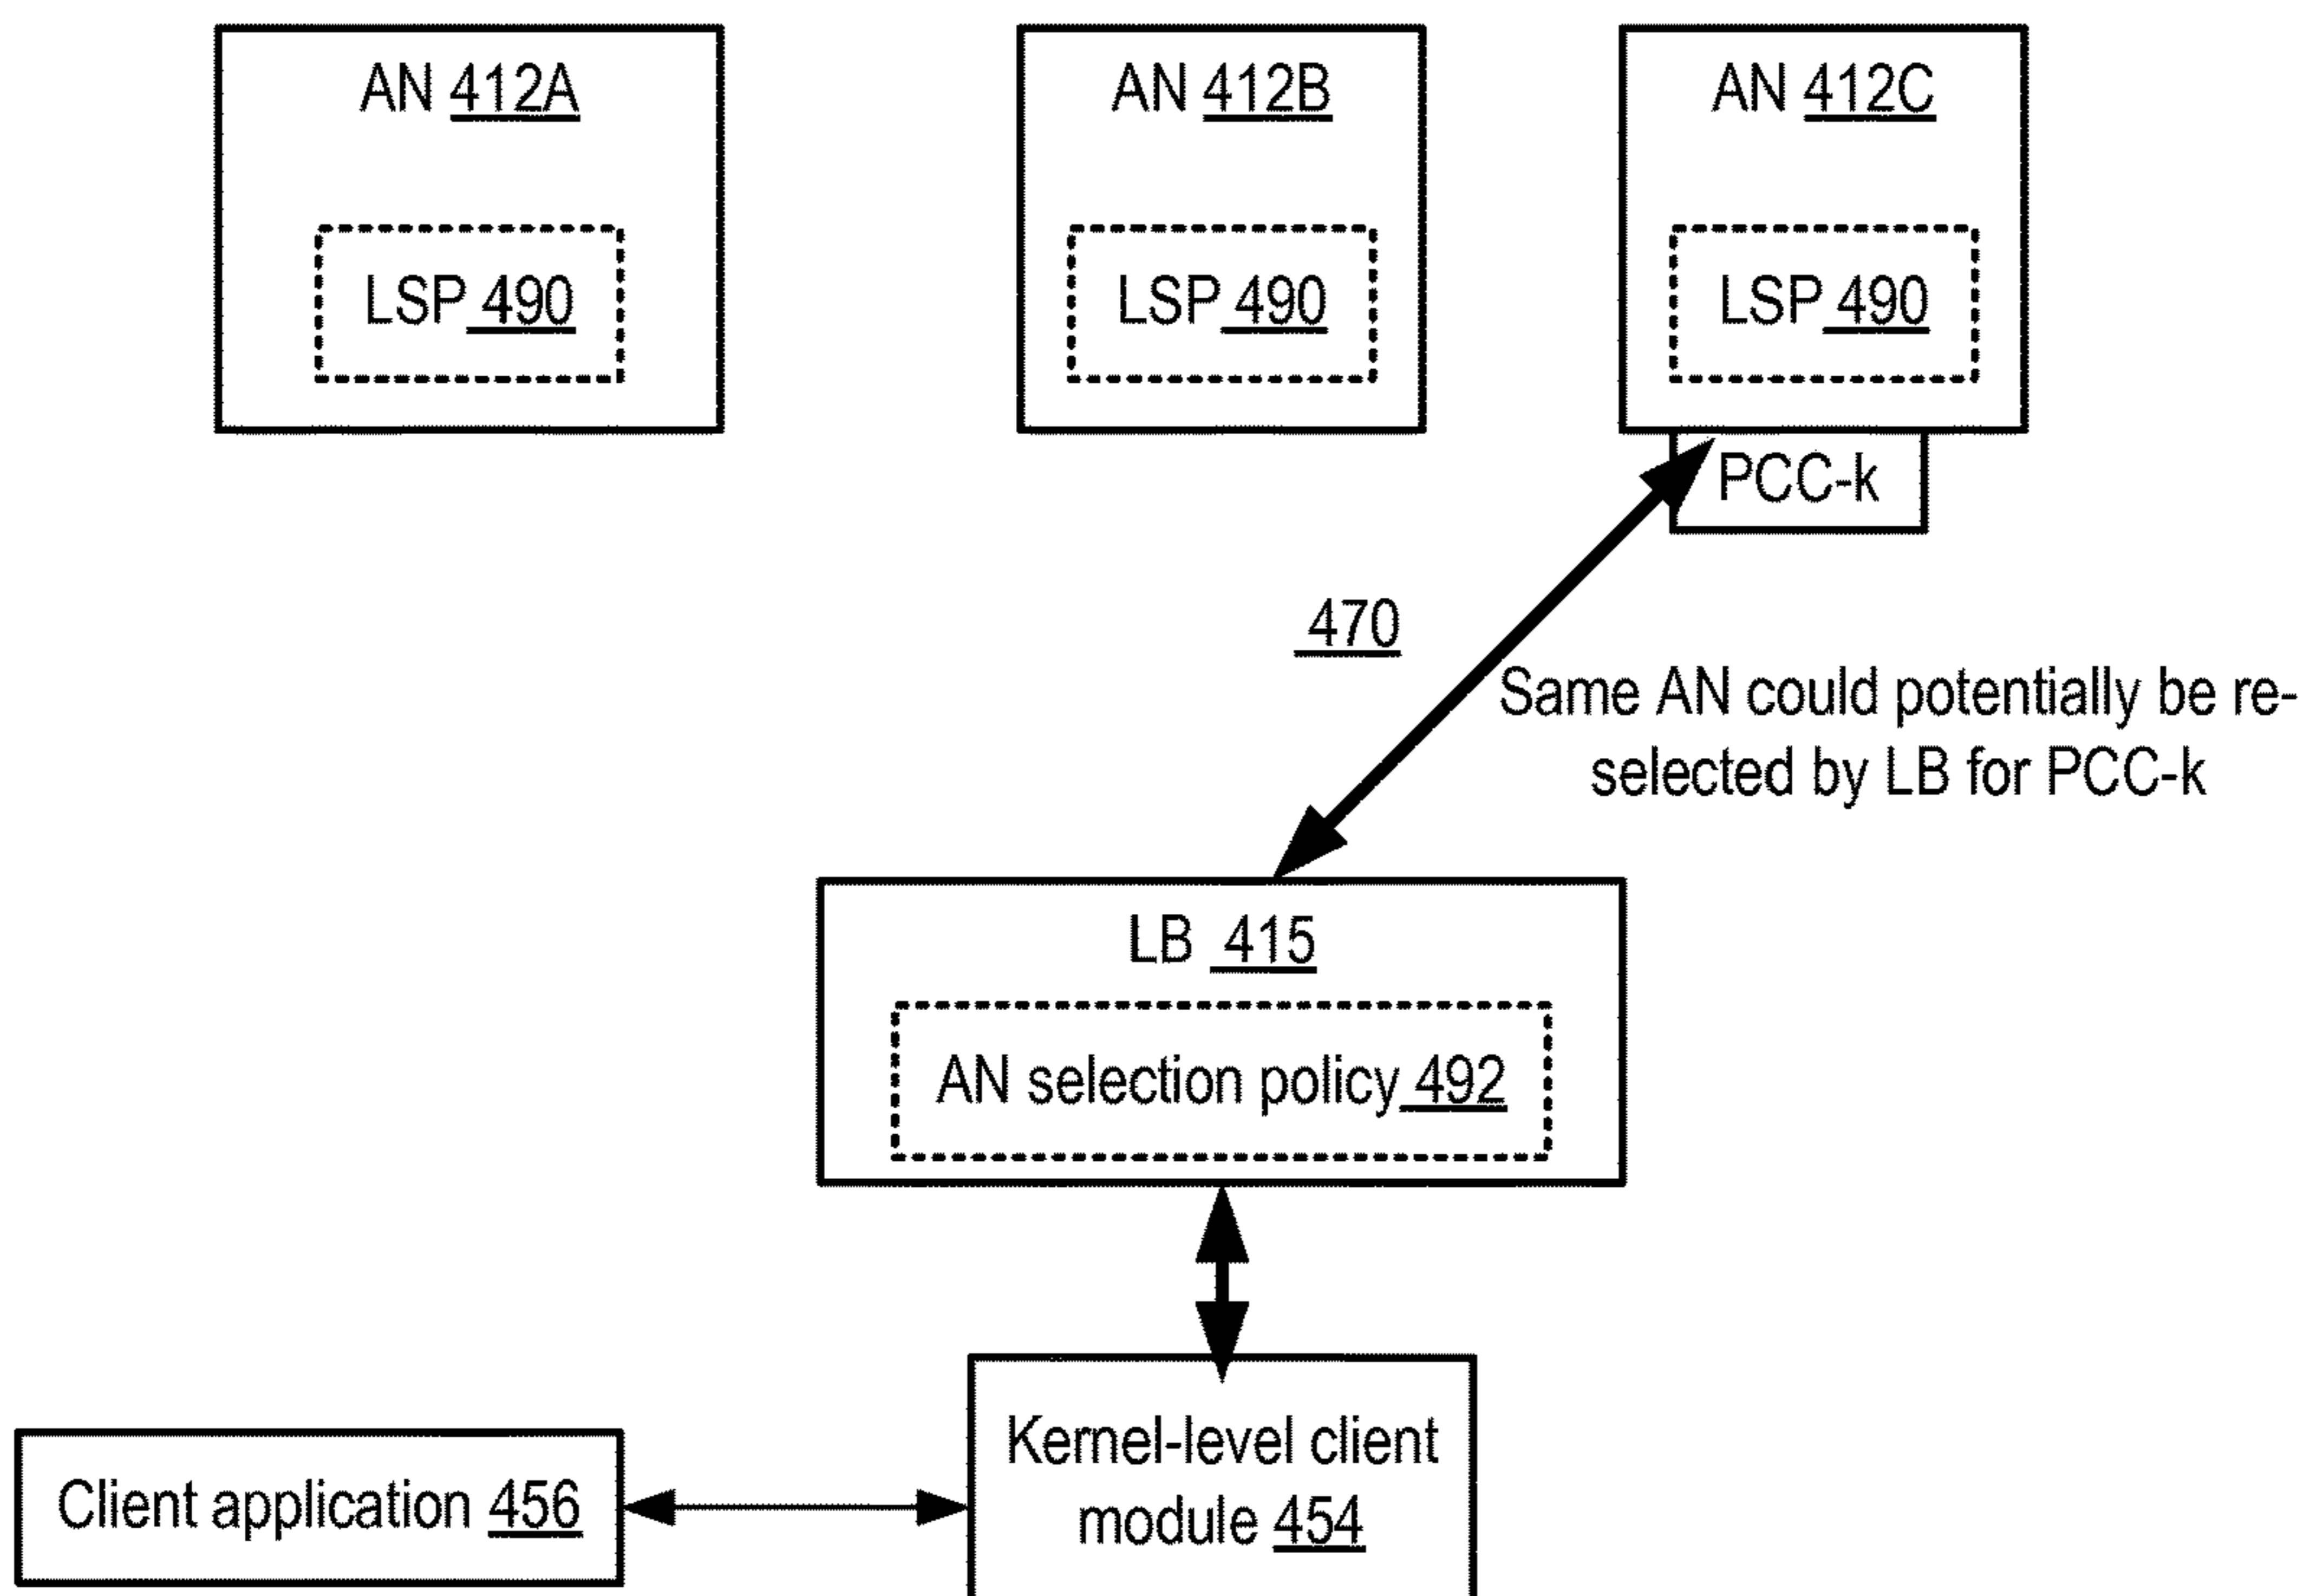 AN 412A
AN 412B
AN 412C
LSP 490
LSP 490
LSP 490
PCC-k
470
Same AN could potentially be re-
selected by LB for PCC-k
LB 415
AN selection policy 492
Kernel-level client
module 454
Client application 456